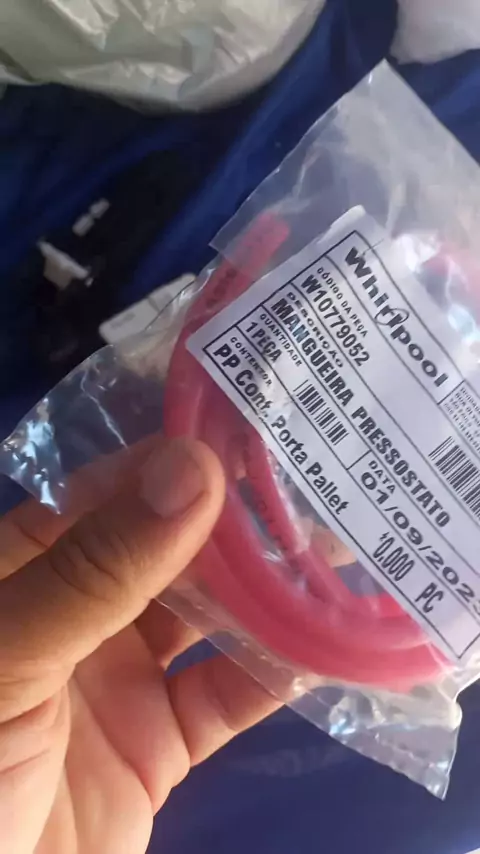 Whirlpool
CÓDIGO DA PEÇA
W10779052
DESCRIÇÃO
MANGUEIRA PRESSOSTATO
QUANTIDADE
1 PEÇA
DATA
01/09/2023
CONTENTOR
PP Cont. Porta Pallet
0,000 PC